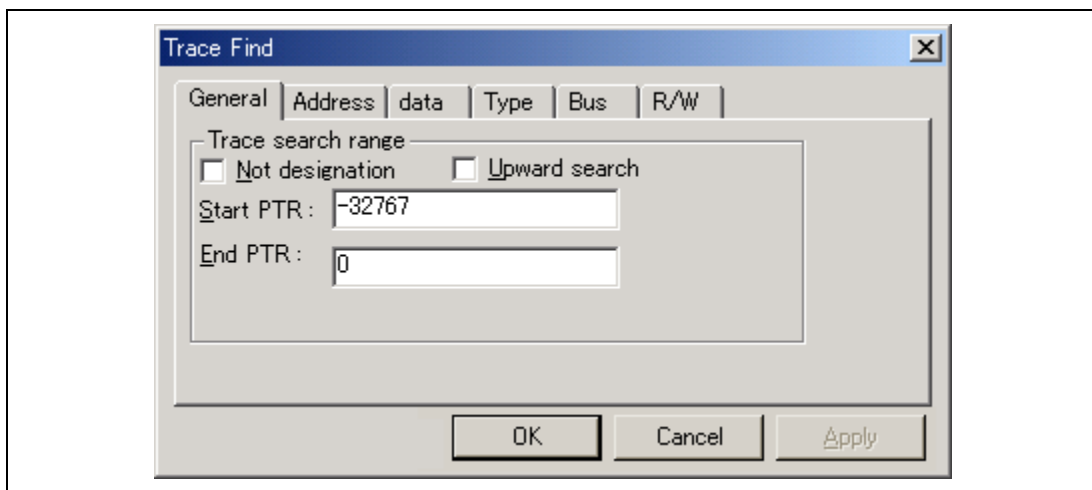 Trace Find
General Address data Type Bus R/W
Trace search range
Not designation Upward search
Start PTR : -32767
End PTR : 0
OK Cancel Apply